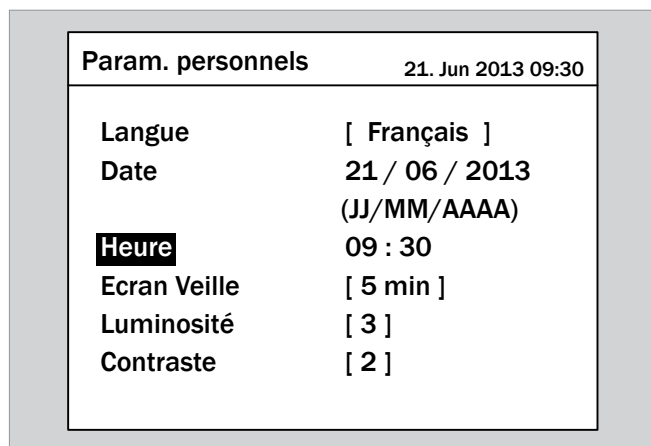 Param. personnels 21. Jun 2013 09:30
Langue [ Français ]
Date 21 / 06 / 2013
(JJ/MM/AAAA)
Heure 09 : 30
Ecran Veille [ 5 min ]
Luminosité [ 3 ]
Contraste [ 2 ]